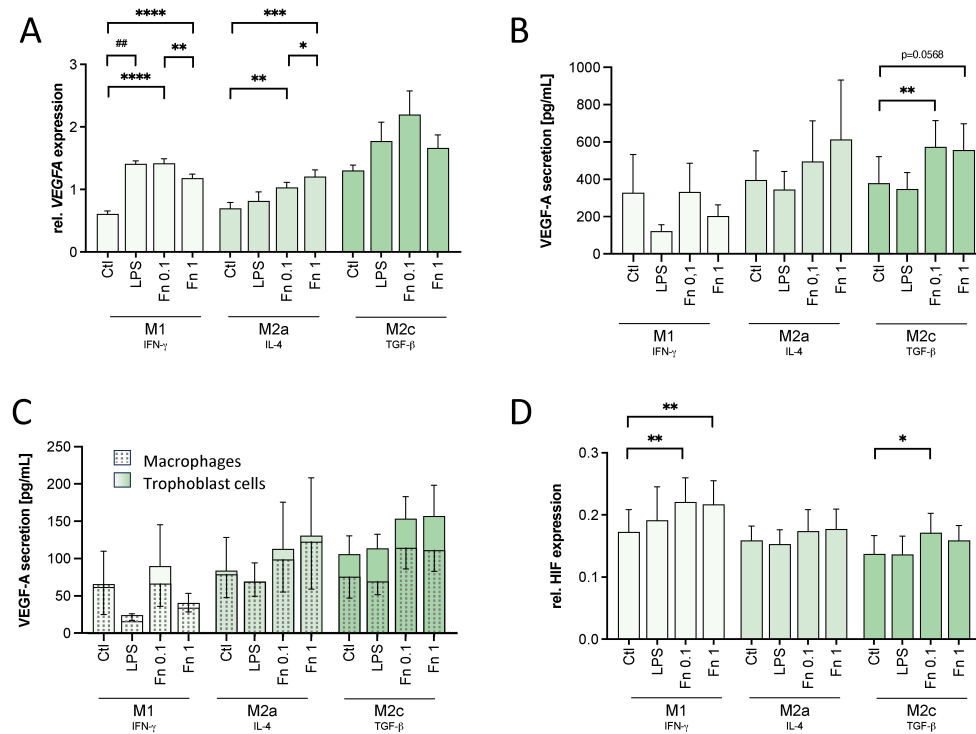 A
****
***
##
**
*
****
**
rel. VEGFA expression
3
2
1
0
Ctl
LPS
Fn 0.1
Fn 1
Ctl
LPS
Fn 0.1
Fn 1
Ctl
LPS
Fn 0.1
Fn 1
M1
M2a
M2c
IFN-γ
IL-4
TGF-β
B
p=0.0568
**
VEGF-A secretion [pg/mL]
1000
800
600
400
200
0
Ctl
LPS
Fn 0,1
Fn 1
Ctl
LPS
Fn 0,1
Fn 1
Ctl
LPS
Fn 0,1
Fn 1
M1
M2a
M2c
IFN-γ
IL-4
TGF-β
C
VEGF-A secretion [pg/mL]
250
200
150
100
50
0
Macrophages
Trophoblast cells
Ctl
LPS
Fn 0.1
Fn 1
Ctl
LPS
Fn 0.1
Fn 1
Ctl
LPS
Fn 0.1
Fn 1
M1
M2a
M2c
IFN-γ
IL-4
TGF-β
D
**
**
*
rel. HIF expression
0.3
0.2
0.1
0.0
Ctl
LPS
Fn 0.1
Fn 1
Ctl
LPS
Fn 0.1
Fn 1
Ctl
LPS
Fn 0.1
Fn 1
M1
M2a
M2c
IFN-γ
IL-4
TGF-β